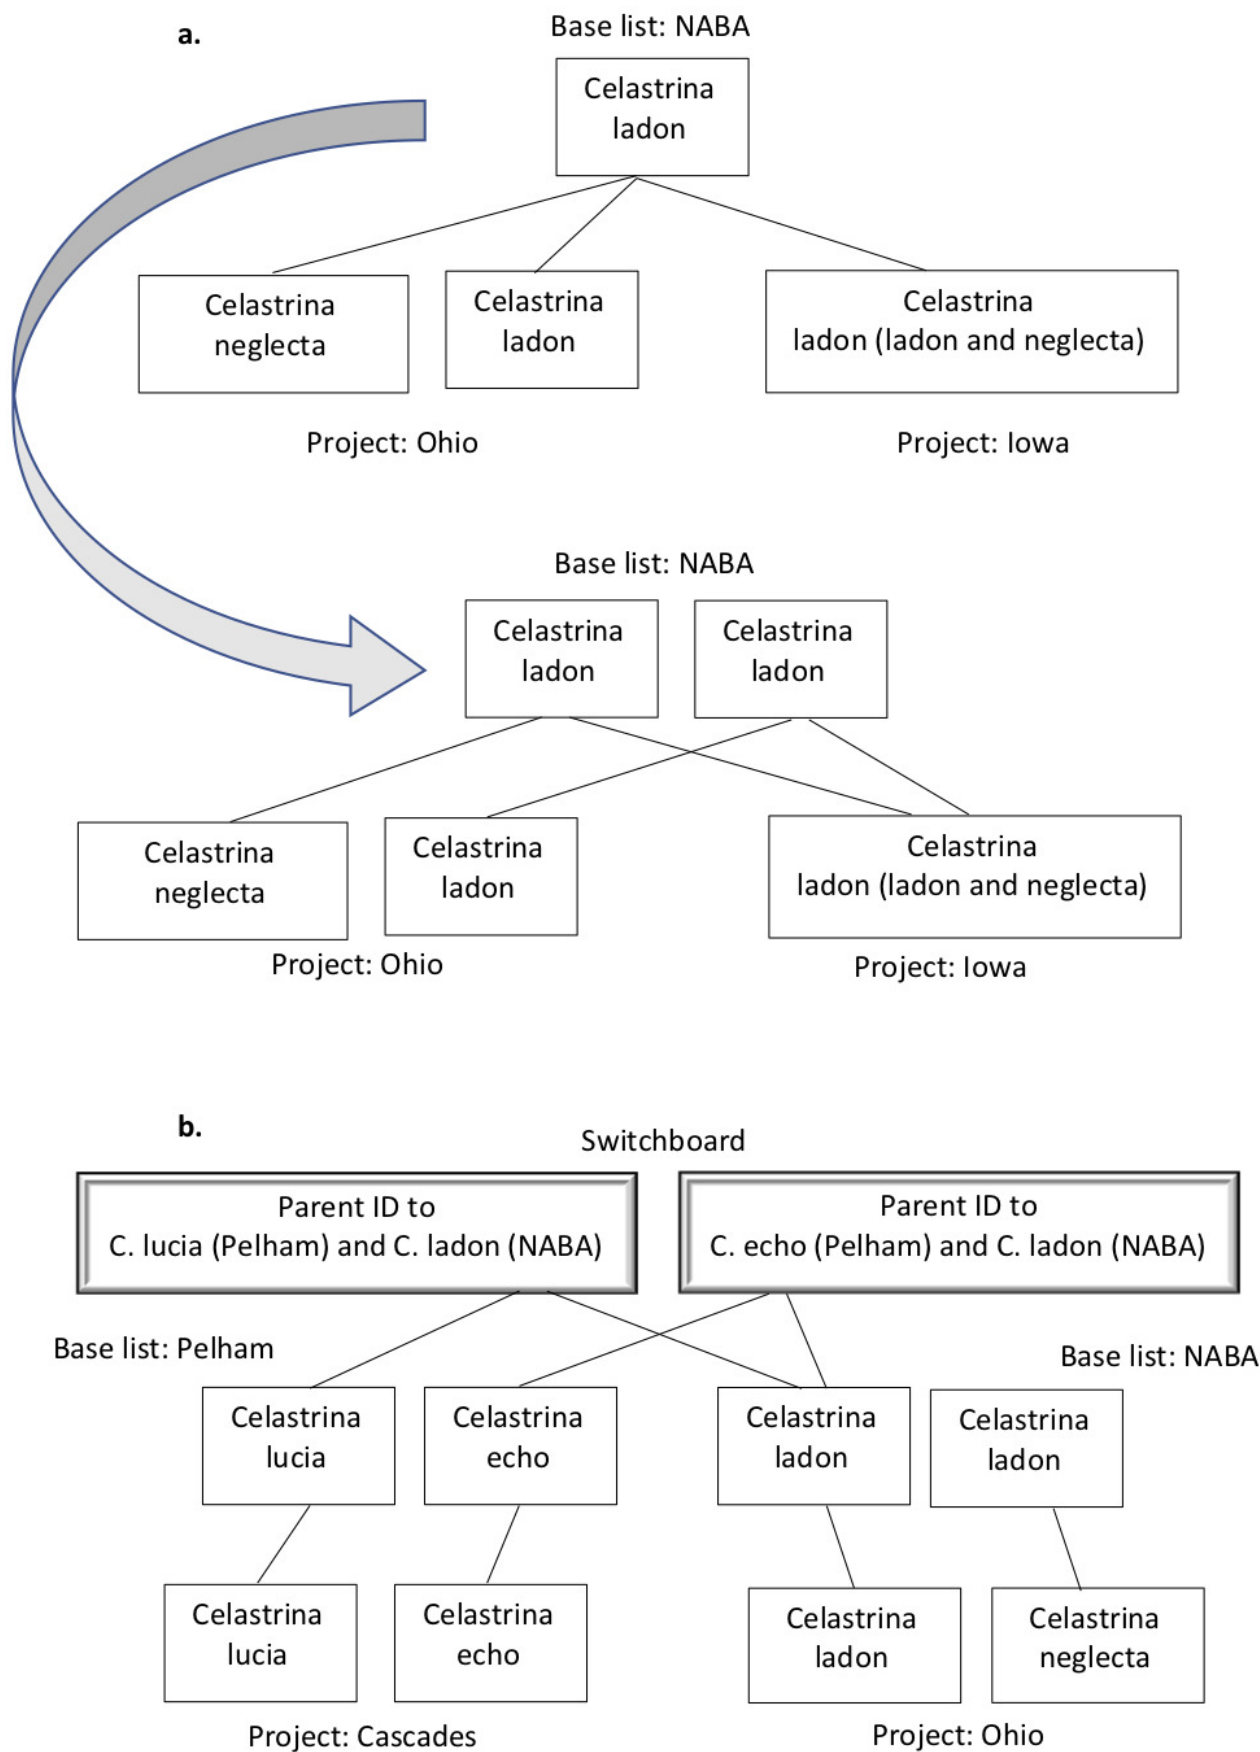 a.
Base list: NABA
Celastrina
ladon
Celastrina
neglecta
Celastrina
ladon
Celastrina
ladon (ladon and neglecta)
Project: Ohio
Project: Iowa
Base list: NABA
Celastrina
ladon
Celastrina
ladon
Celastrina
neglecta
Celastrina
ladon
Celastrina
ladon (ladon and neglecta)
Project: Ohio
Project: Iowa
b.
Switchboard
Parent ID to
C. lucia (Pelham) and C. ladon (NABA)
Parent ID to
C. echo (Pelham) and C. ladon (NABA)
Base list: Pelham
Base list: NABA
Celastrina
lucia
Celastrina
echo
Celastrina
ladon
Celastrina
ladon
Celastrina
lucia
Celastrina
echo
Celastrina
ladon
Celastrina
neglecta
Project: Cascades
Project: Ohio